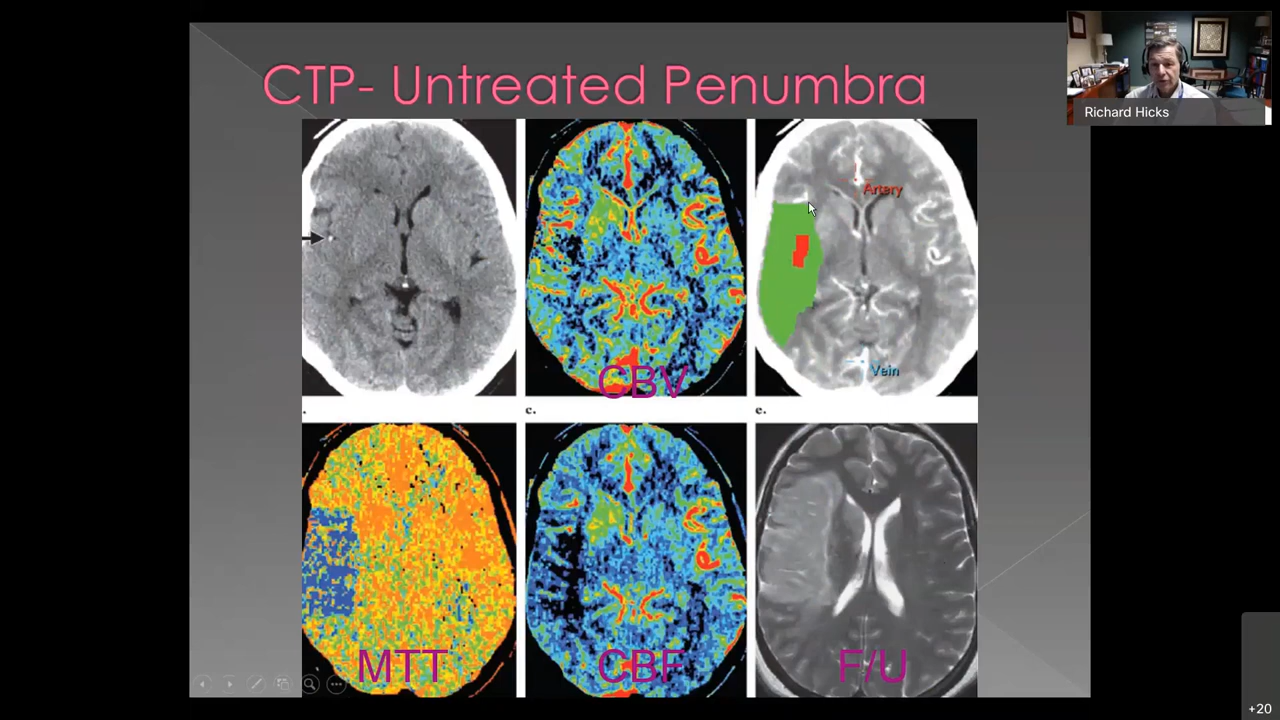 CTP- Untreated Penumbra
Richard Hicks
Artery
CBV
Vein
.
c.
e.
MTT
CBF
F/U
+20